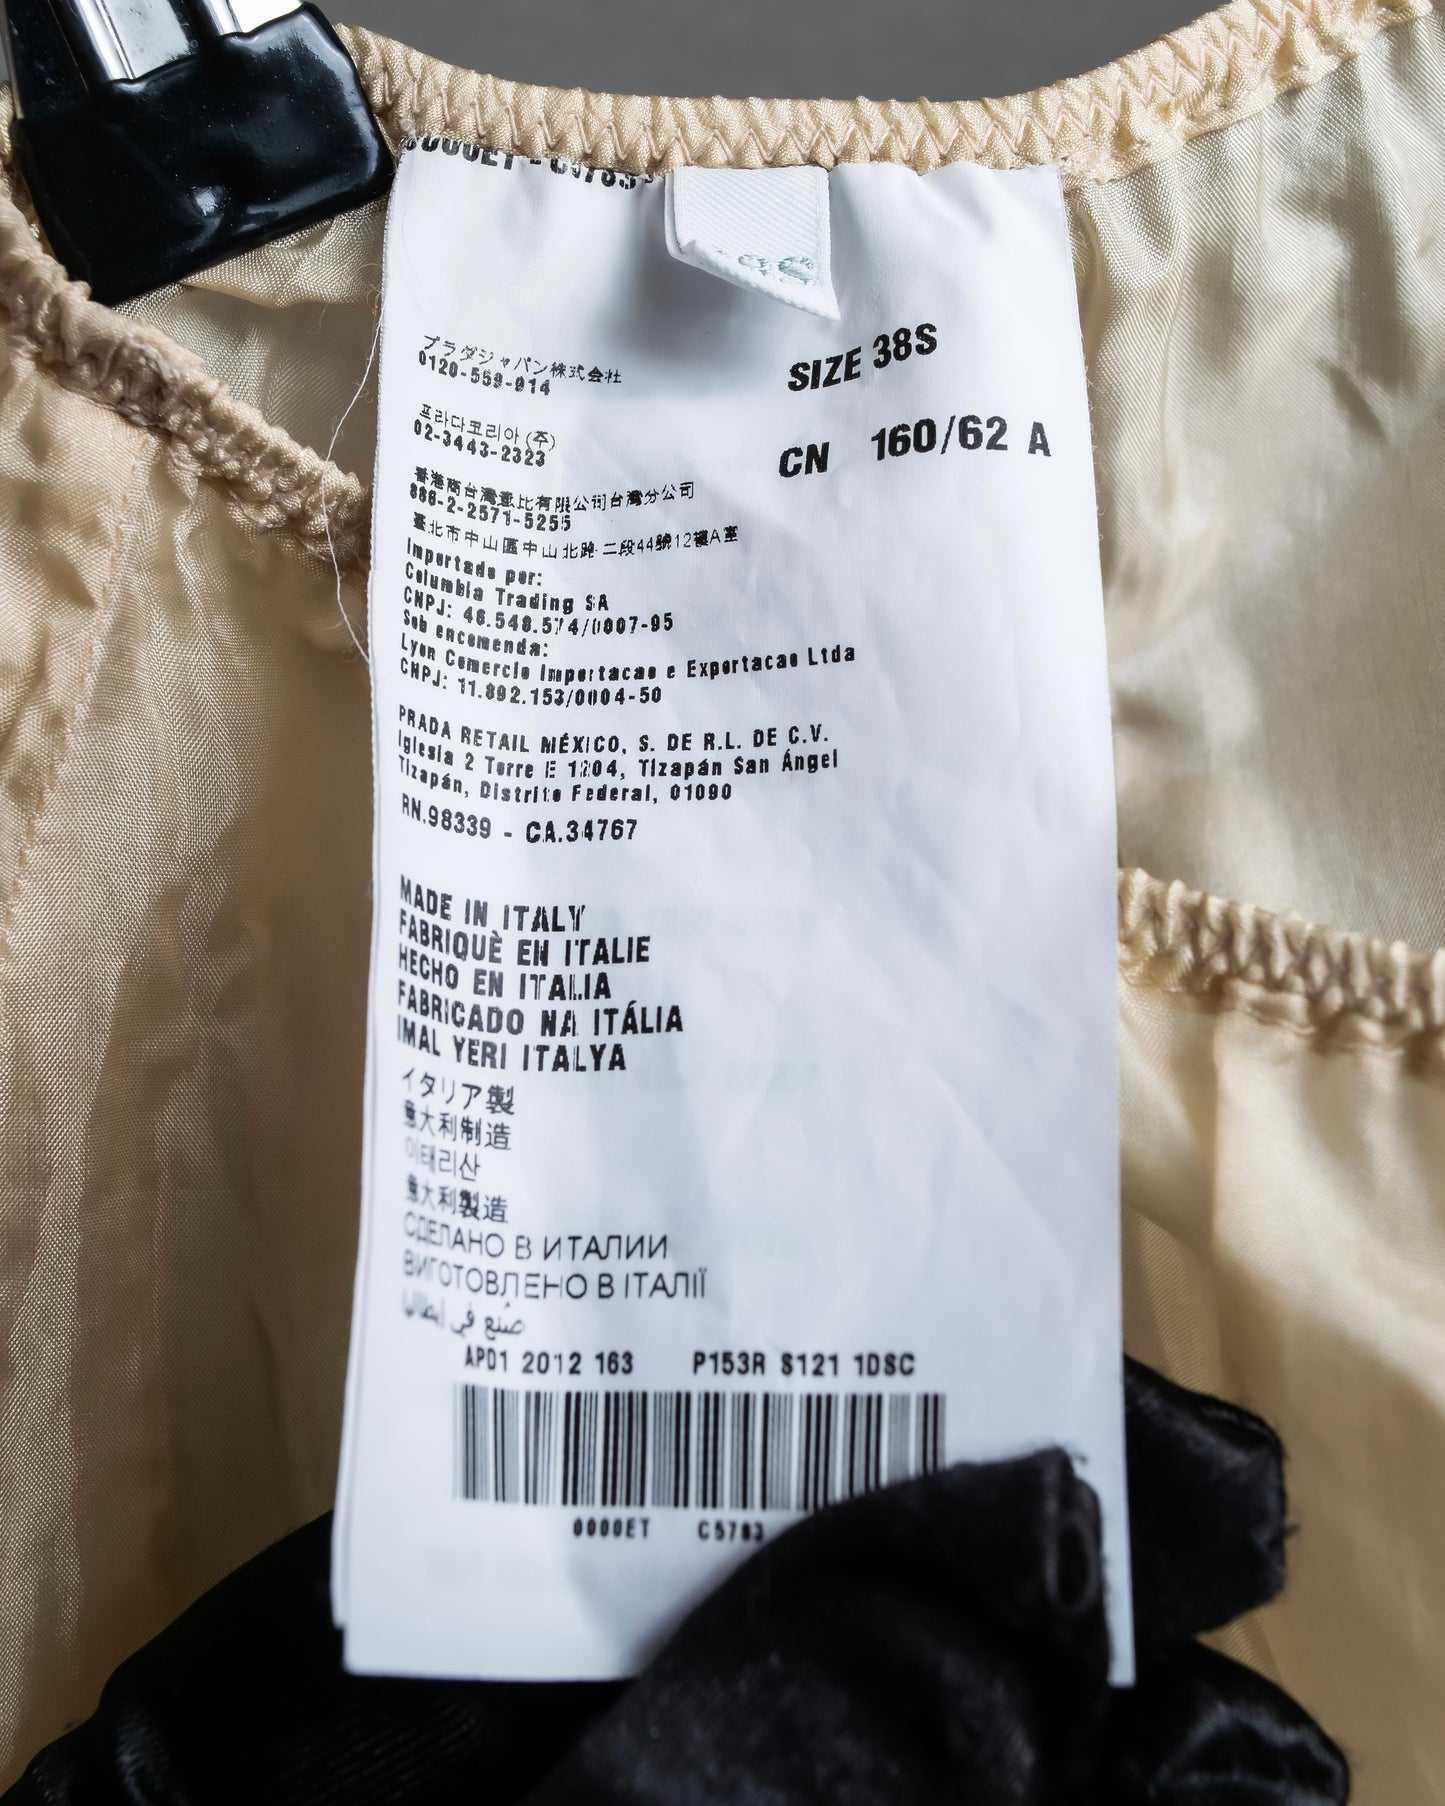 プラダジャパン株式会社
0120-559-914
프라다코리아 (주)
02-3443-2323
香港商台灣普比有限公司台灣分公司
886-2-2571-5255
臺北市中山區中山北路二段44號12樓A室
Importado por:
Columbia Trading SA
CNPJ: 46.548.574/0007-95
Sob encomenda:
Lyon Comercio Importacao e Exportacao Ltda
CNPJ: 11.892.153/0004-50
PRADA RETAIL MÉXICO, S. DE R.L. DE C.V.
Iglesia 2 Torre E 1204, Tizapán San Ángel
Tizapán, Distrito Federal, 01090
RN.98339 - CA.34767
SIZE 38S
CN 160/62 A
MADE IN ITALY
FABRIQUÈ EN ITALIE
HECHO EN ITALIA
FABRICADO NA ITÁLIA
IMAL YERI ITALYA
イタリア製
意大利制造
이태리산
意大利製造
СДЕЛАНО В ИТАЛИИ
ВИГОТОВЛЕНО В ІТАЛІЇ
صُنع في إيطاليا
AP01 2012 163 P153R S121 1DSC
0000ET C5783